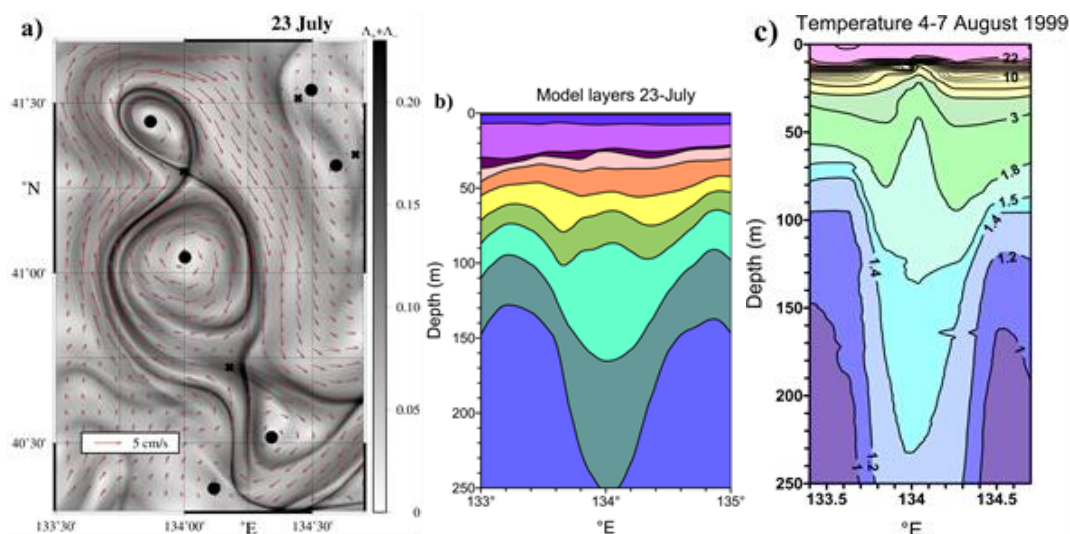 a)
23 July
Λ₊+Λ₋
0.20
0.15
0.10
0.05
0
41°30'
°N
41°00'
40°30'
5 cm/s
133°30'
134°00'
°E
134°30'
b)
Model layers 23-July
0
50
100
150
200
250
Depth (m)
133°
134°
135°
°E
c)
Temperature 4-7 August 1999
0
50
100
150
200
250
Depth (m)
22
10
3
1.8
1.5
1.4
1.4
1.2
1
1.2
1
133.5
134
134.5
°E